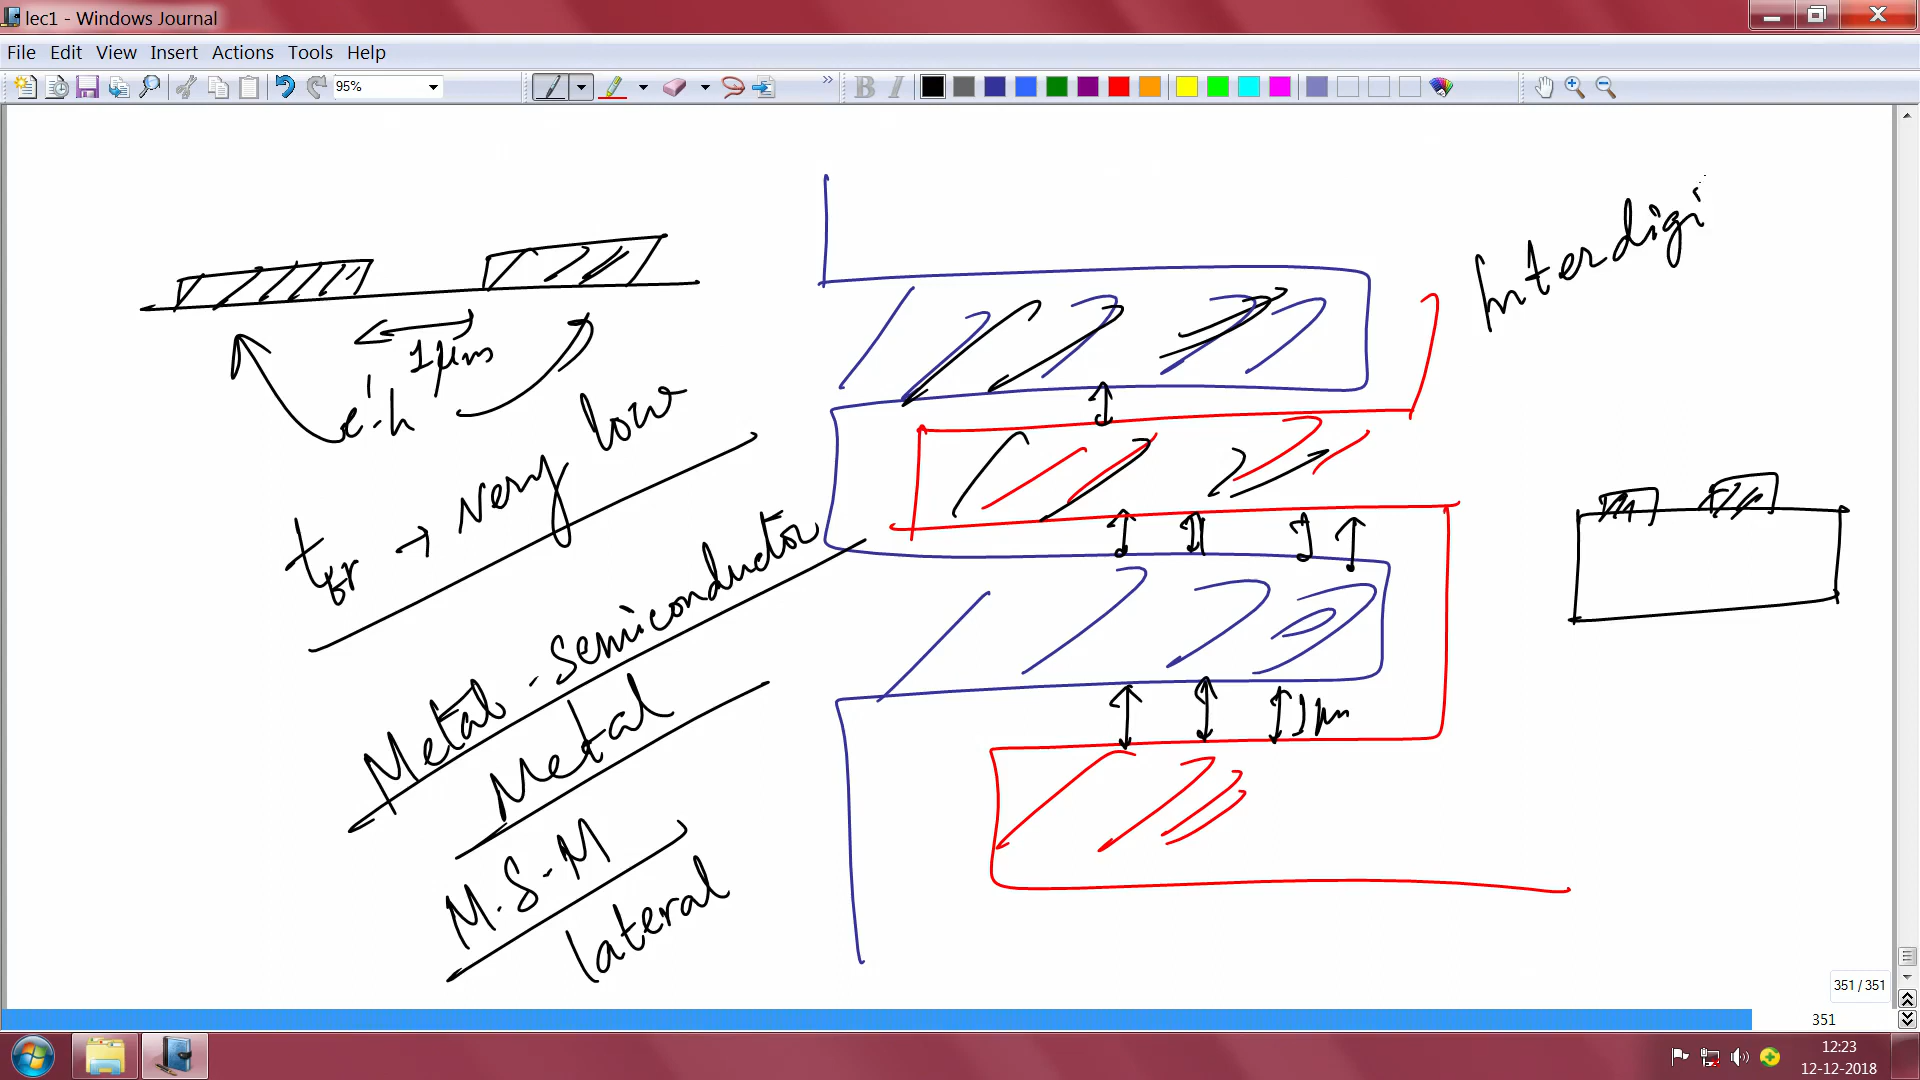 lec1 - Windows Journal
File Edit View Insert Actions Tools Help
95%
B I
Interdigi
1μm
e-h
t_tr → very low
Metal - Semiconductor
Metal
M-S-M
lateral
1μm
351 / 351
351
12:23
12-12-2018